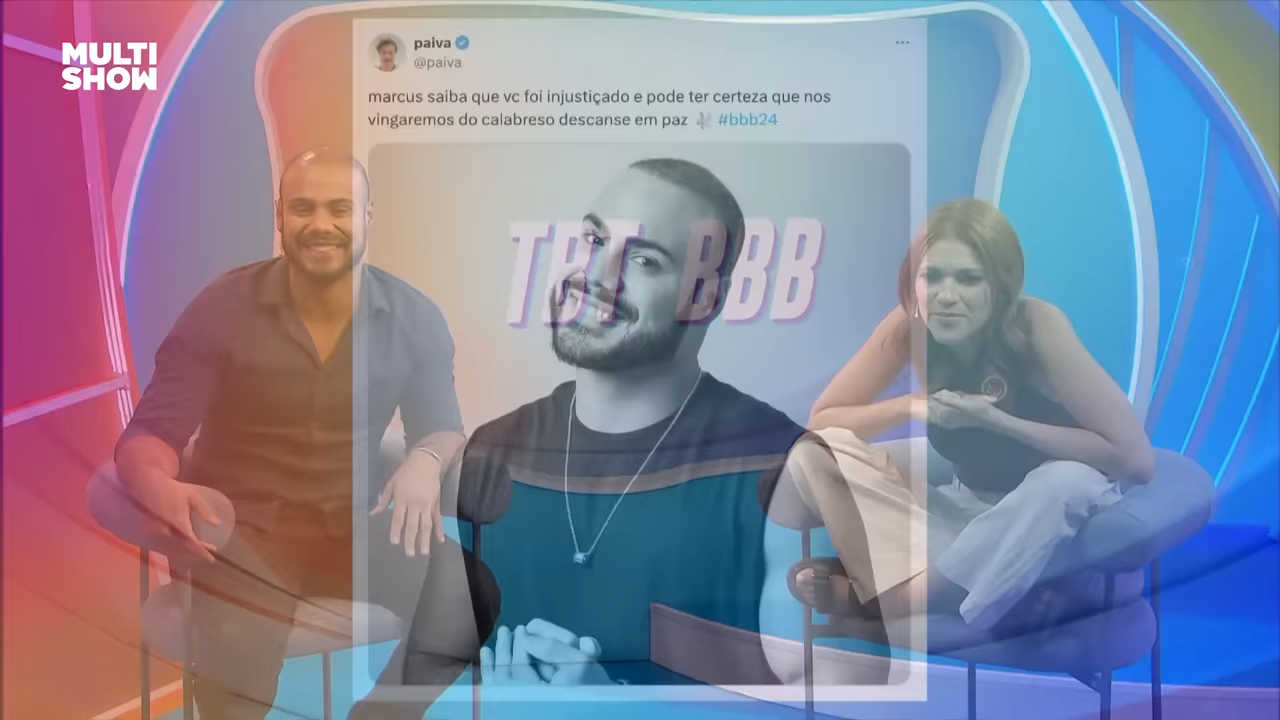 MULTI
SHOW
paiva
@paiva
marcus saiba que vc foi injustiçado e pode ter certeza que nos
vingaremos do calabreso descanse em paz 🕊️ #bbb24
TBT BBB